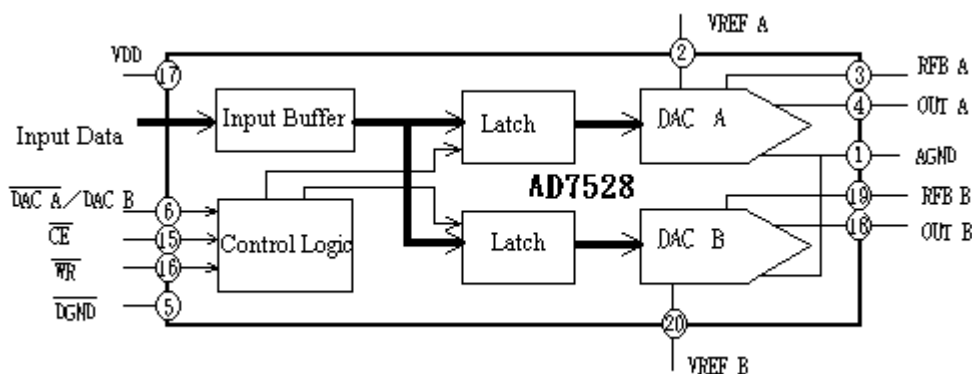 VREF A
2
VDD
17
3 RFB A
Input Data
Input Buffer
Latch
DAC A
4 OUT A
1 AGND
AD7528
DAC A/DAC B
6
CE
15
WR
16
DGND
5
Control Logic
Latch
DAC B
19 RFB B
18 OUT B
20
VREF B